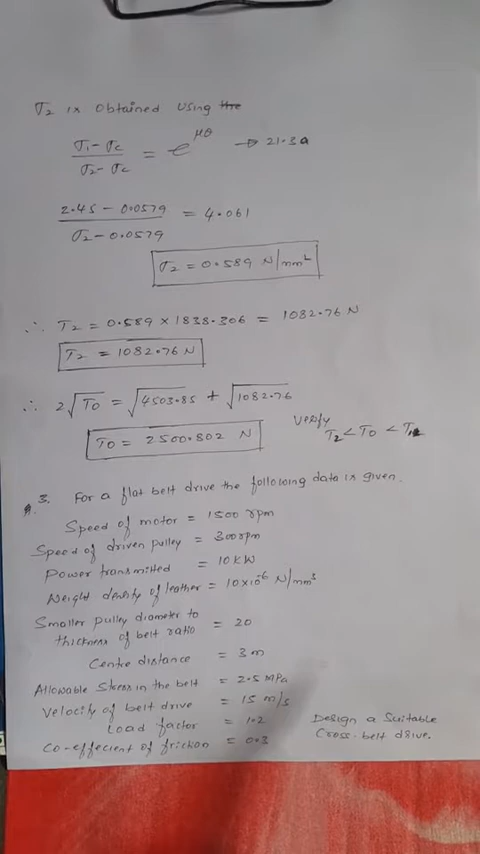 σ2 is obtained using the
σ1 - σc / σ2 - σc = e^μθ → 21.3a
2.45 - 0.0579 / σ2 - 0.0579 = 4.061
σ2 = 0.589 N/mm²
∴ T2 = 0.589 × 1838.306 = 1082.76 N
T2 = 1082.76 N
∴ 2√T0 = √4503.85 + √1082.76
T0 = 2500.802 N
Verify
T2 < T0 < T1
3. For a flat belt drive the following data is given.
Speed of motor = 1500 rpm
Speed of driven pulley = 300 rpm
Power transmitted = 10 KW
Weight density of leather = 10×10⁻⁶ N/mm³
Smaller pulley diameter to
thickness of belt ratio = 20
Centre distance = 3 m
Allowable Stress in the belt = 2.5 MPa
Velocity of belt drive = 15 m/s
Load factor = 1.2
Co-effecient of friction = 0.3
Design a Suitable
Cross-belt drive.